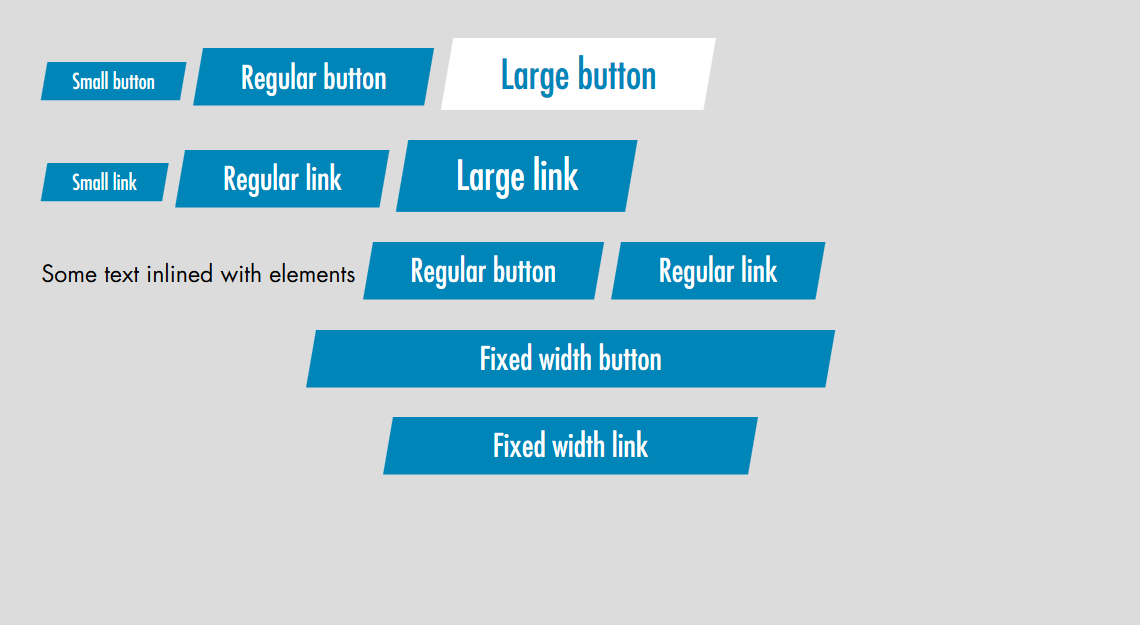 Small button Regular button Large button
Small link Regular link Large link
Some text inlined with elements Regular button Regular link
Fixed width button
Fixed width link